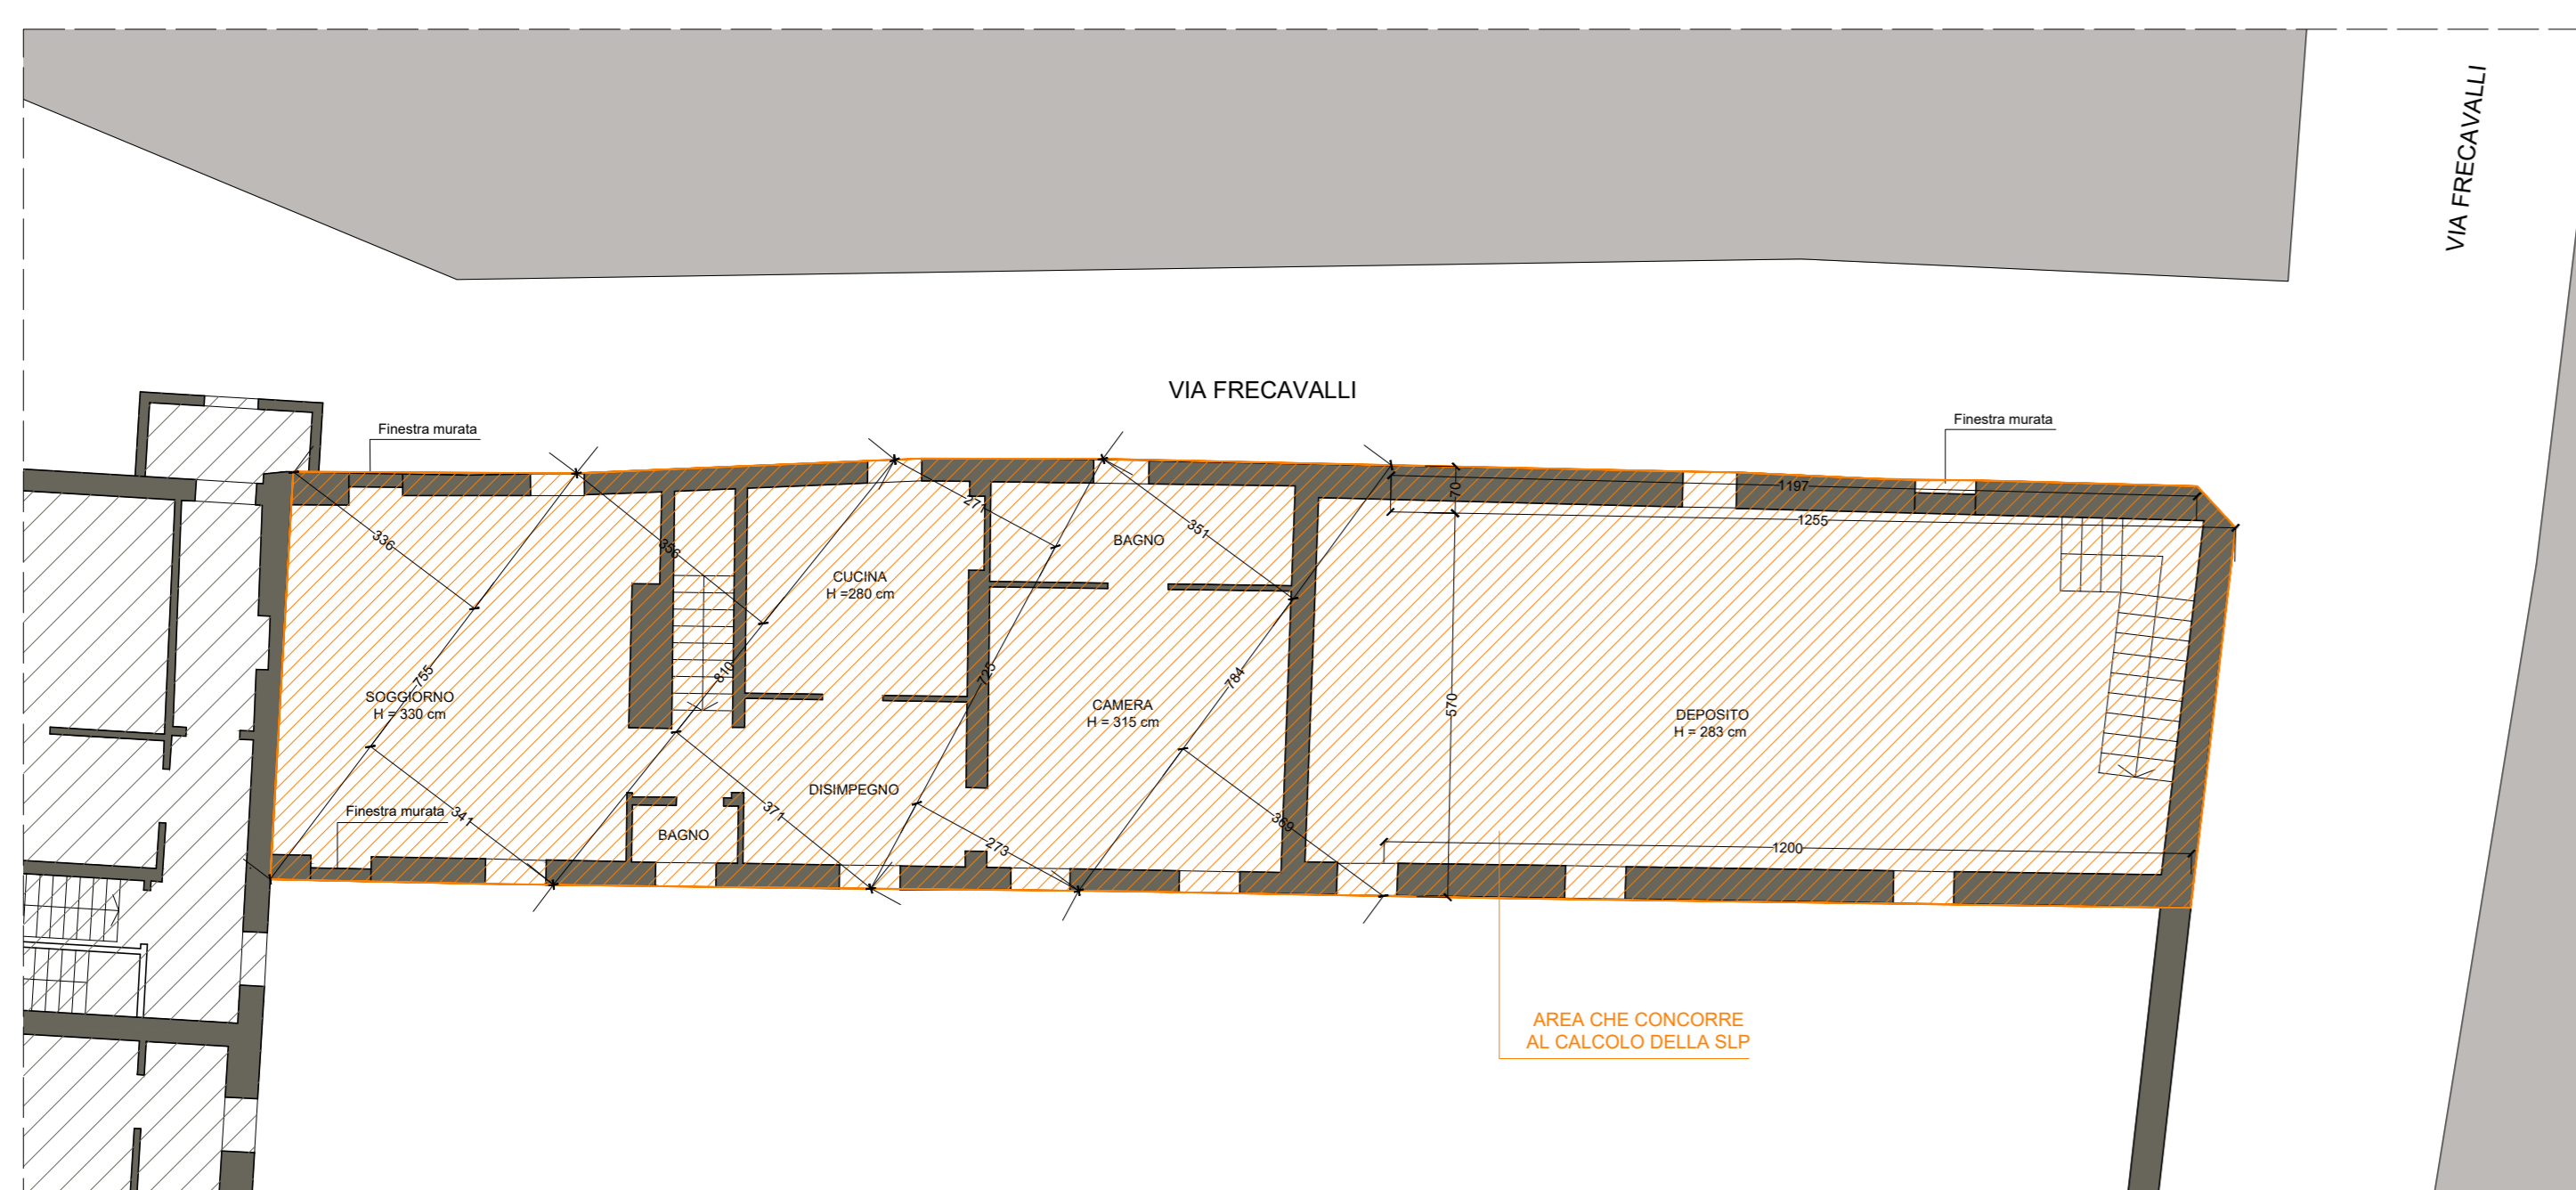 VIA FRECAVALLI
VIA FRECAVALLI
Finestra murata
Finestra murata
70
1197
1255
271
351
336
356
BAGNO
CUCINA
H =280 cm
755
810
725
784
SOGGIORNO
H = 330 cm
CAMERA
H = 315 cm
570
DEPOSITO
H = 283 cm
DISIMPEGNO
Finestra murata
341
371
369
BAGNO
273
1200
AREA CHE CONCORRE
AL CALCOLO DELLA SLP